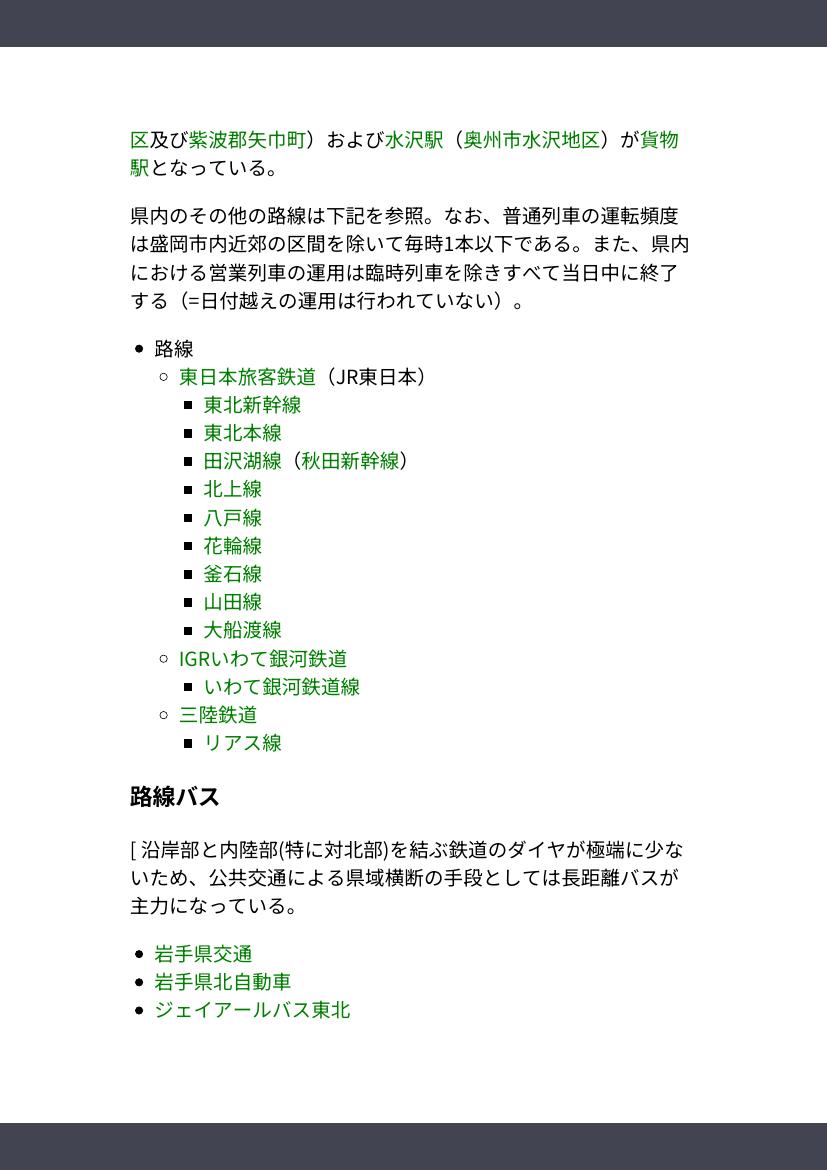 区及び紫波郡矢巾町）および水沢駅（奥州市水沢地区）が貨物
駅となっている。
県内のその他の路線は下記を参照。なお、普通列車の運転頻度
は盛岡市内近郊の区間を除いて毎時1本以下である。また、県内
における営業列車の運用は臨時列車を除きすべて当日中に終了
する（=日付越えの運用は行われていない）。
路線
東日本旅客鉄道（JR東日本）
東北新幹線
東北本線
田沢湖線（秋田新幹線）
北上線
八戸線
花輪線
釜石線
山田線
大船渡線
IGRいわて銀河鉄道
いわて銀河鉄道線
三陸鉄道
リアス線
路線バス
[ 沿岸部と内陸部(特に対北部)を結ぶ鉄道のダイヤが極端に少な
いため、公共交通による県域横断の手段としては長距離バスが
主力になっている。
岩手県交通
岩手県北自動車
ジェイアールバス東北